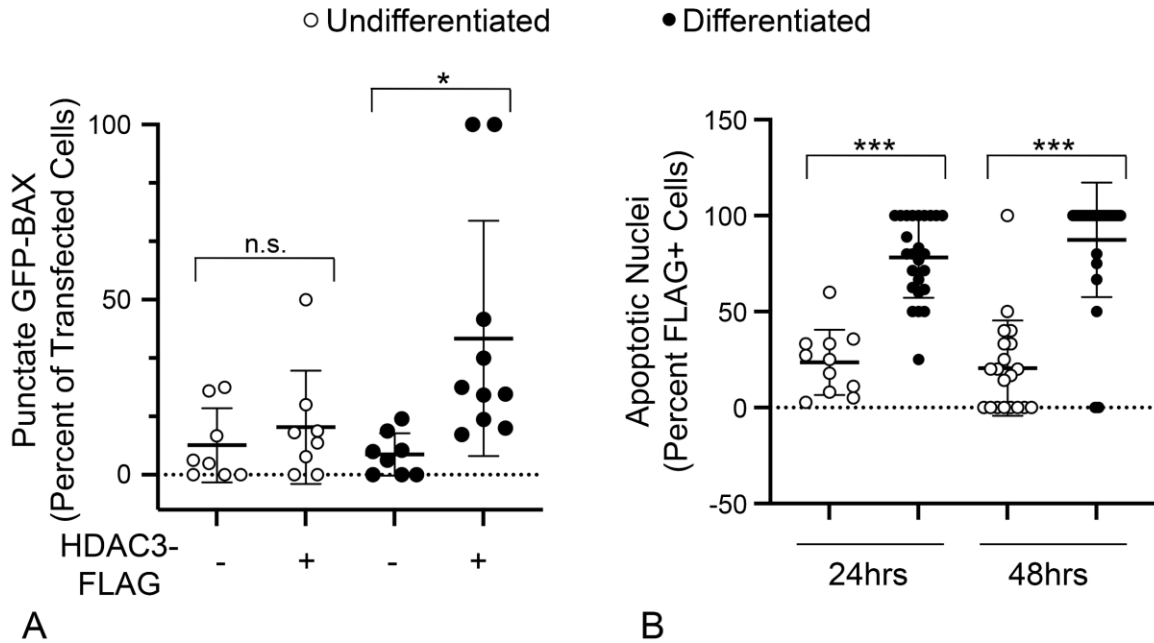 Undifferentiated Differentiated
Punctate GFP-BAX
(Percent of Transfected Cells)
100
50
0
n.s.
*
HDAC3-
FLAG
- + - +
A
Apoptotic Nuclei
(Percent FLAG+ Cells)
150
100
50
0
-50
*** ***
24hrs 48hrs
B